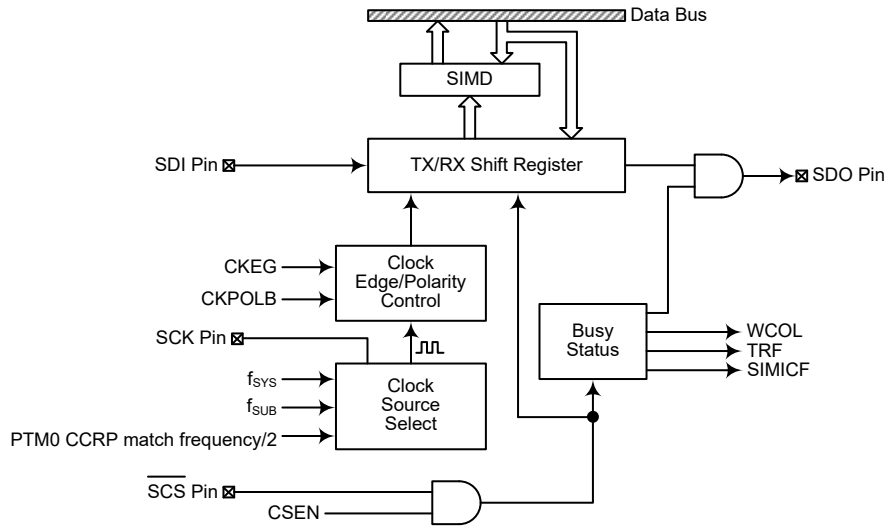 Data Bus
SIMD
SDI Pin
TX/RX Shift Register
SDO Pin
CKEG
CKPOLB
Clock
Edge/Polarity
Control
SCK Pin
Busy
Status
WCOL
TRF
SIMICF
fSYS
fSUB
PTM0 CCRP match frequency/2
Clock
Source
Select
SCS Pin
CSEN